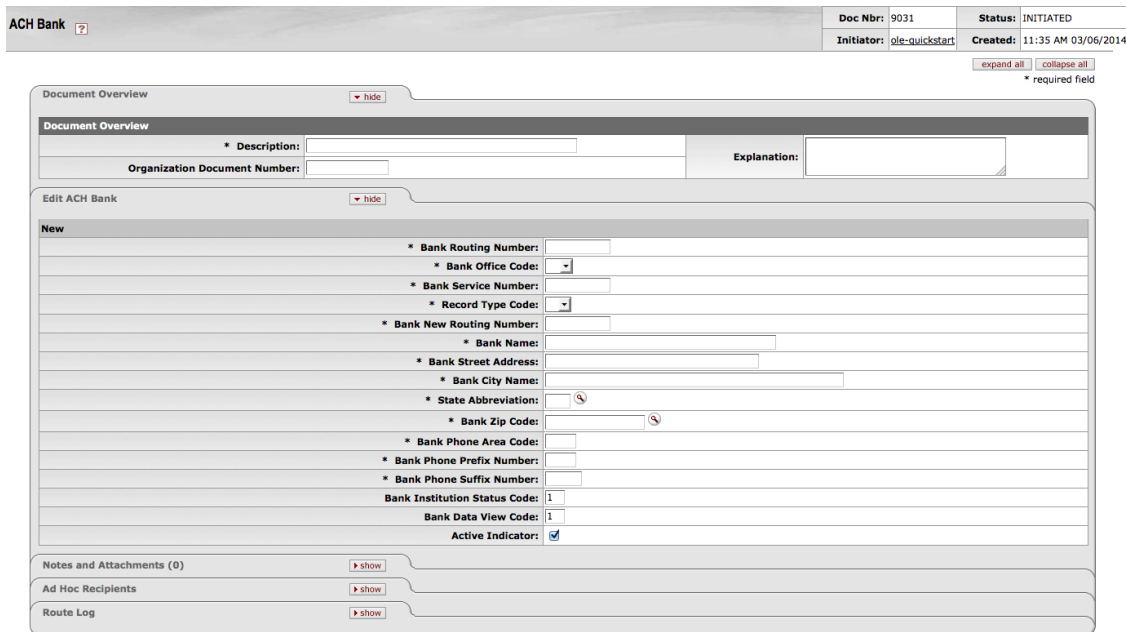 ACH Bank ?
Doc Nbr: 9031 Status: INITIATED
Initiator: ole-quickstart Created: 11:35 AM 03/06/2014
expand all collapse all
* required field
Document Overview hide
Document Overview
* Description:
Explanation:
Organization Document Number:
Edit ACH Bank hide
New
* Bank Routing Number:
* Bank Office Code:
* Bank Service Number:
* Record Type Code:
* Bank New Routing Number:
* Bank Name:
* Bank Street Address:
* Bank City Name:
* State Abbreviation:
* Bank Zip Code:
* Bank Phone Area Code:
* Bank Phone Prefix Number:
* Bank Phone Suffix Number:
Bank Institution Status Code: 1
Bank Data View Code: 1
Active Indicator:
Notes and Attachments (0) show
Ad Hoc Recipients show
Route Log show